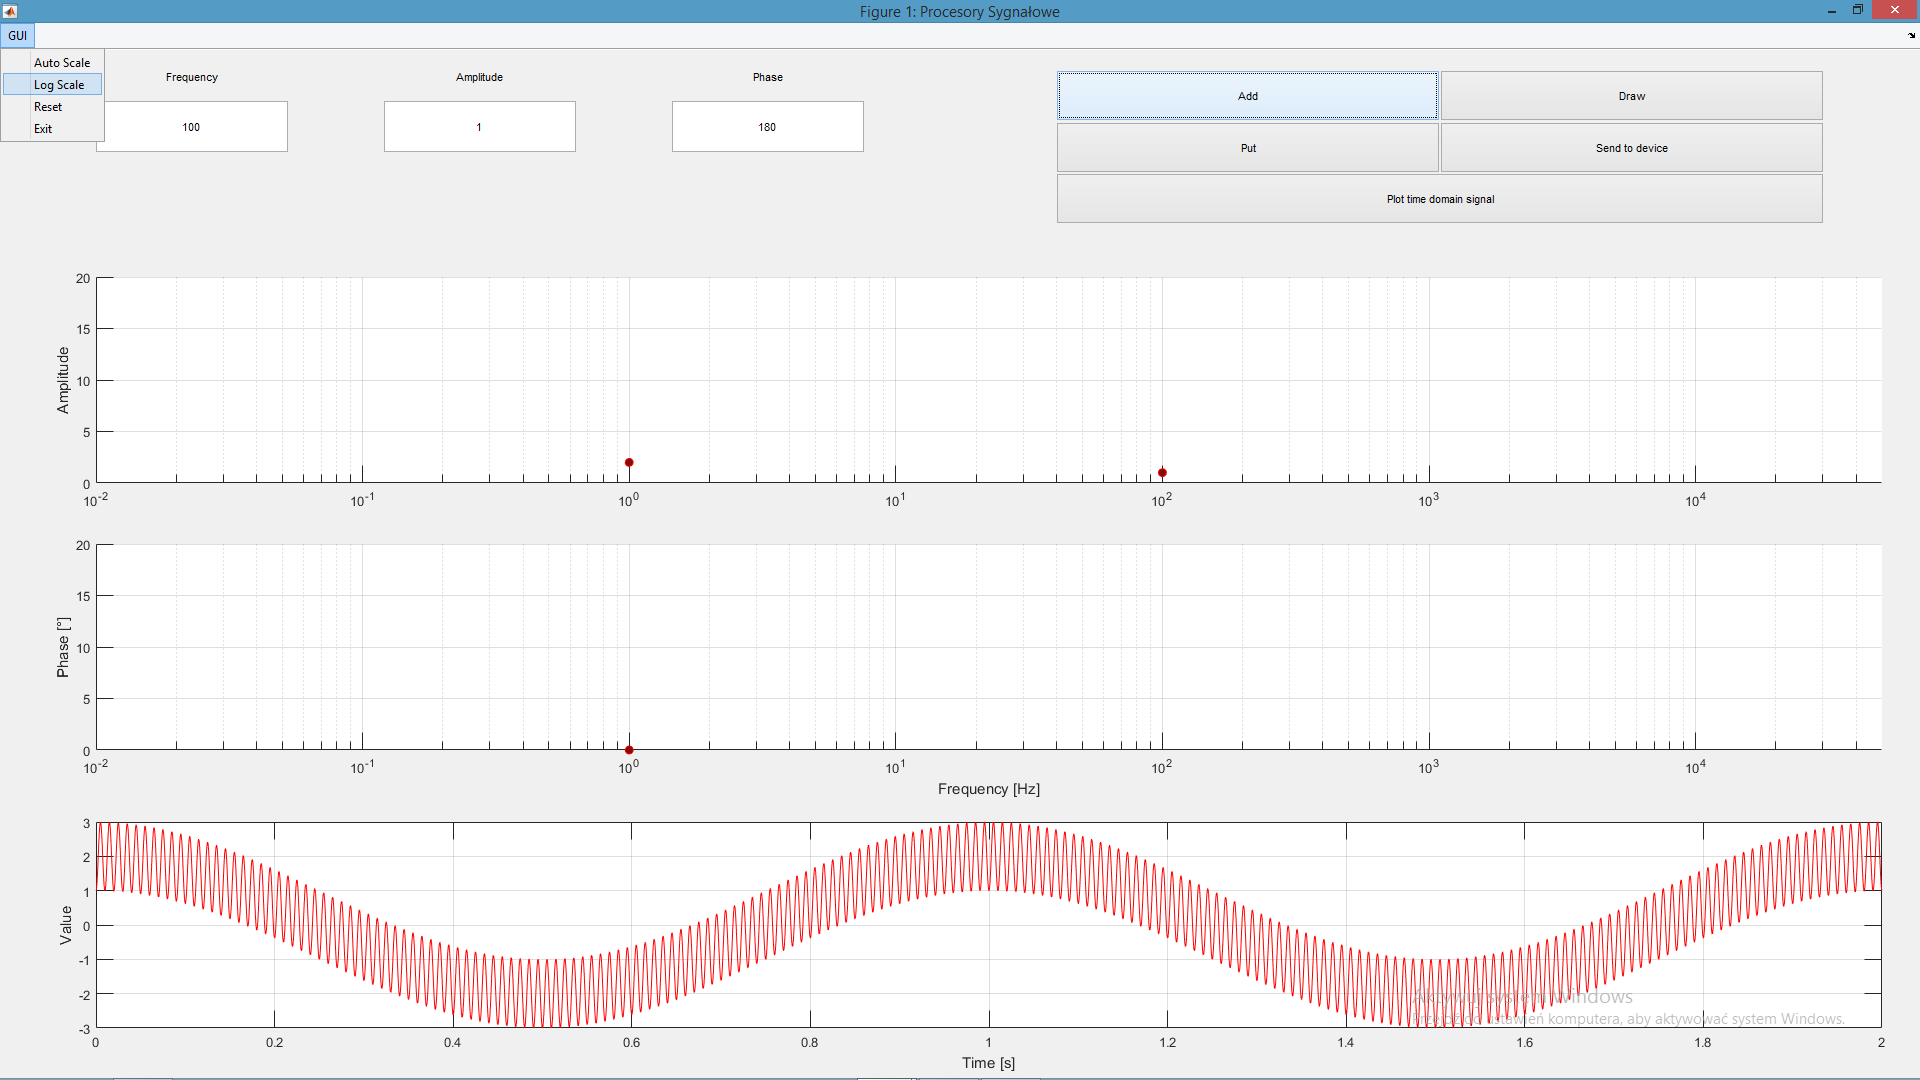 Figure 1: Procesory Sygnałowe
GUI
Auto Scale
Log Scale
Reset
Exit
Frequency
Amplitude
Phase
100
1
180
Add
Draw
Put
Send to device
Plot time domain signal
20
15
10
5
0
Amplitude
10^-2
10^-1
10^0
10^1
10^2
10^3
10^4
20
15
10
5
0
Phase [°]
10^-2
10^-1
10^0
10^1
10^2
10^3
10^4
Frequency [Hz]
3
2
1
0
-1
-2
-3
Value
0
0.2
0.4
0.6
0.8
1
1.2
1.4
1.6
1.8
2
Time [s]
Aktywuj system Windows
Przejdź do ustawień komputera, aby aktywować system Windows.